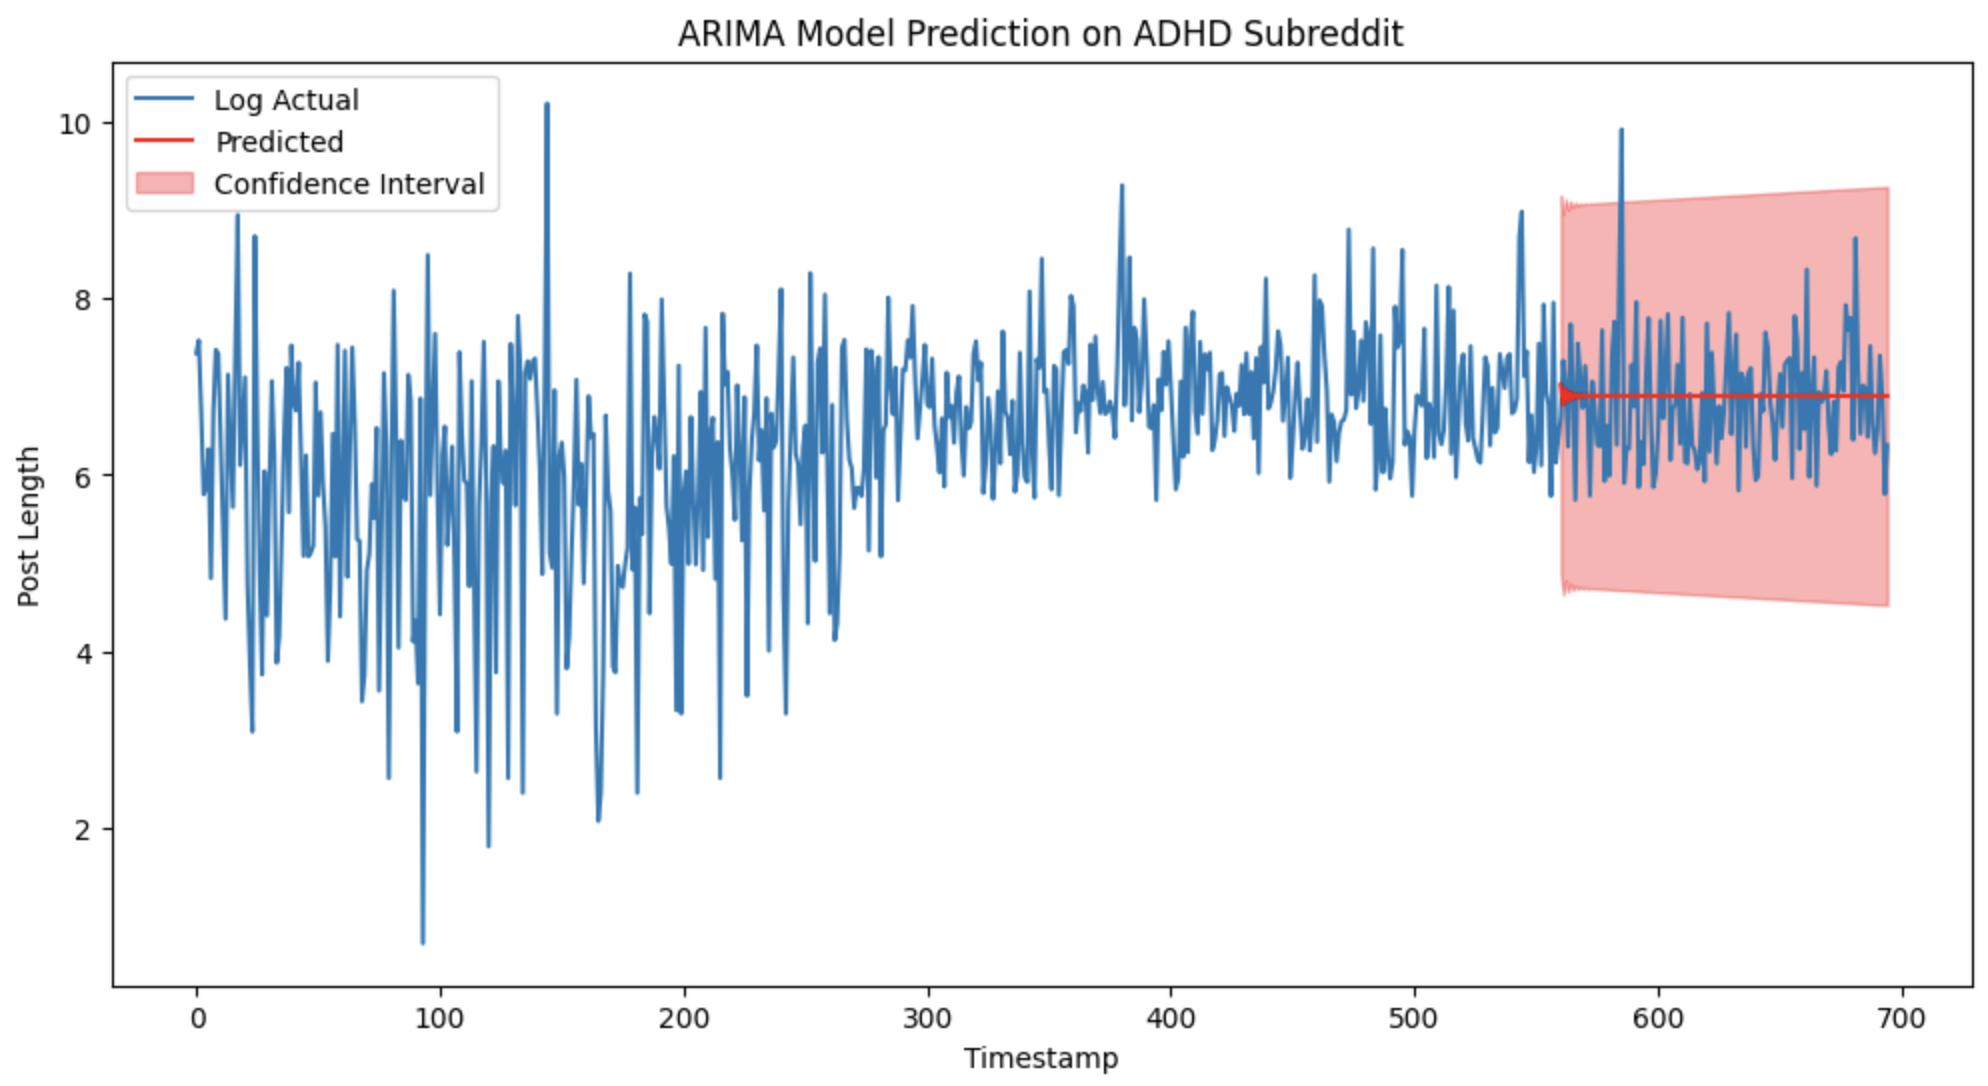 ARIMA Model Prediction on ADHD Subreddit
Log Actual
Predicted
Confidence Interval
Post Length
10
8
6
4
2
0 100 200 300 400 500 600 700
Timestamp